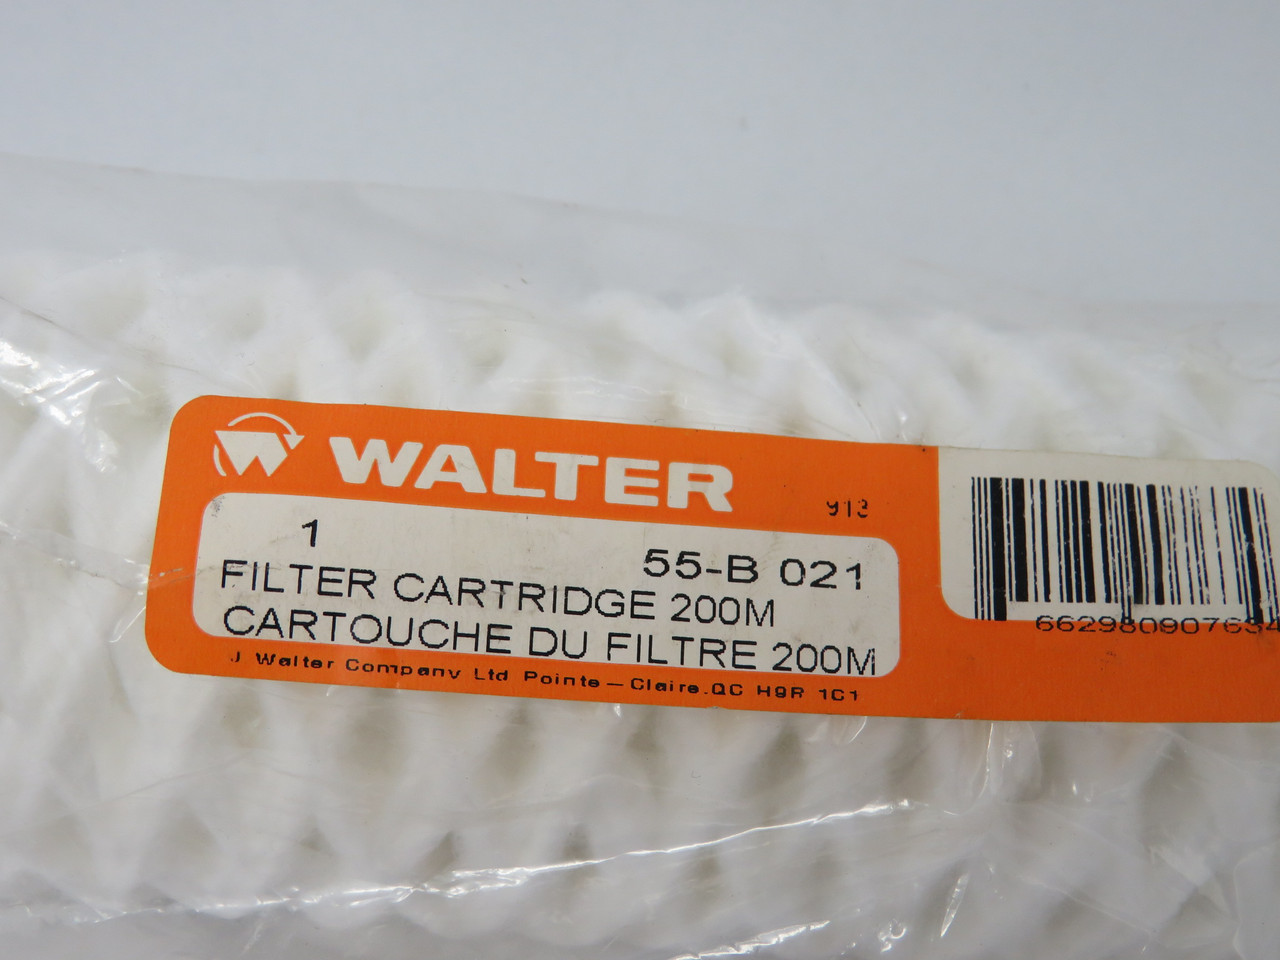 WALTER
913
1
55-B 021
FILTER CARTRIDGE 200M
CARTOUCHE DU FILTRE 200M
J Walter Company Ltd Pointe-Claire.QC H9R 1C1
662980907634